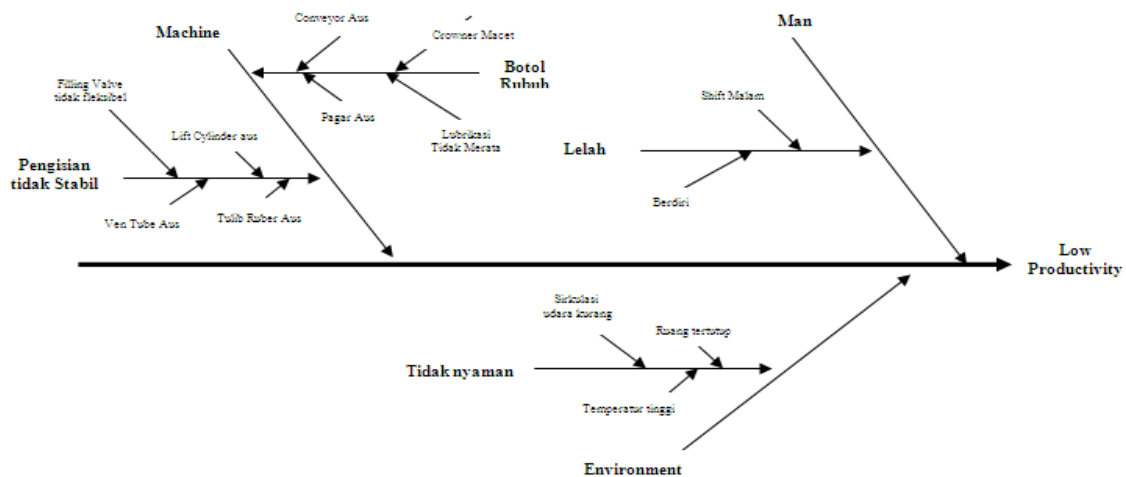 Conveyor Aus
Man
Machine
Crowner Macet
Botol
Rubuh
Filling Valve
tidak fleksibel
Shift Malam
Pagar Aus
Lift Cylinder aus
Lubrikasi
Tidak Merata
Lelah
Pengisian
tidak Stabil
Berdiri
Ven Tube Aus
Tulib Ruber Aus
Low
Productivity
Sirkulasi
udara kurang
Ruang tertutup
Tidak nyaman
Temperatur tinggi
Environment